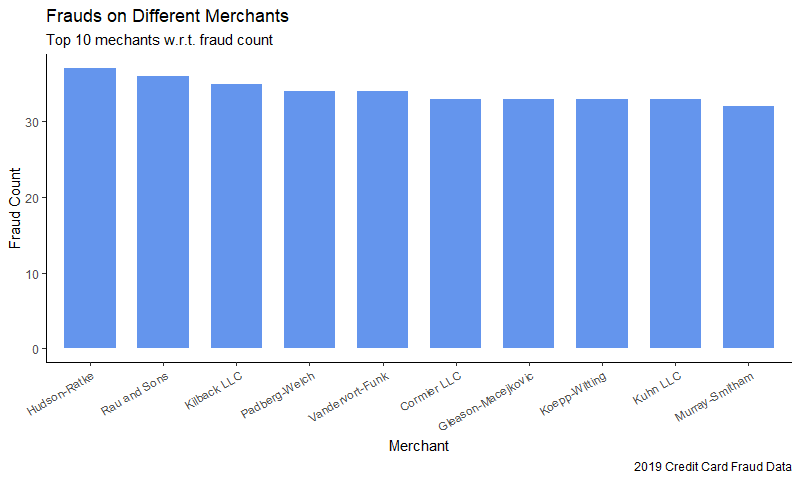 Frauds on Different Merchants
Top 10 mechants w.r.t. fraud count
30
20
10
0
Fraud Count
Hudson-Ratke
Rau and Sons
Kilback LLC
Padberg-Welch
Vandervort-Funk
Cormier LLC
Gleason-Macejkovic
Koepp-Witting
Kuhn LLC
Murray-Smitham
Merchant
2019 Credit Card Fraud Data